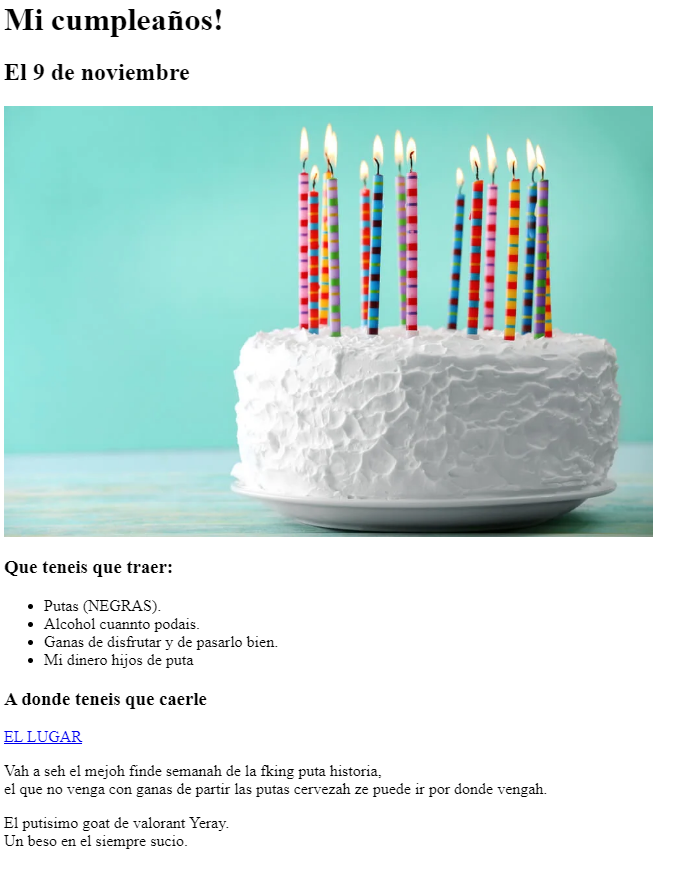 Mi cumpleaños!
El 9 de noviembre
Que teneis que traer:
Putas (NEGRAS).
Alcohol cuannto podais.
Ganas de disfrutar y de pasarlo bien.
Mi dinero hijos de puta
A donde teneis que caerle
EL LUGAR
Vah a seh el mejoh finde semanah de la fking puta historia,
el que no venga con ganas de partir las putas cervezah ze puede ir por donde vengah.
El putisimo goat de valorant Yeray.
Un beso en el siempre sucio.